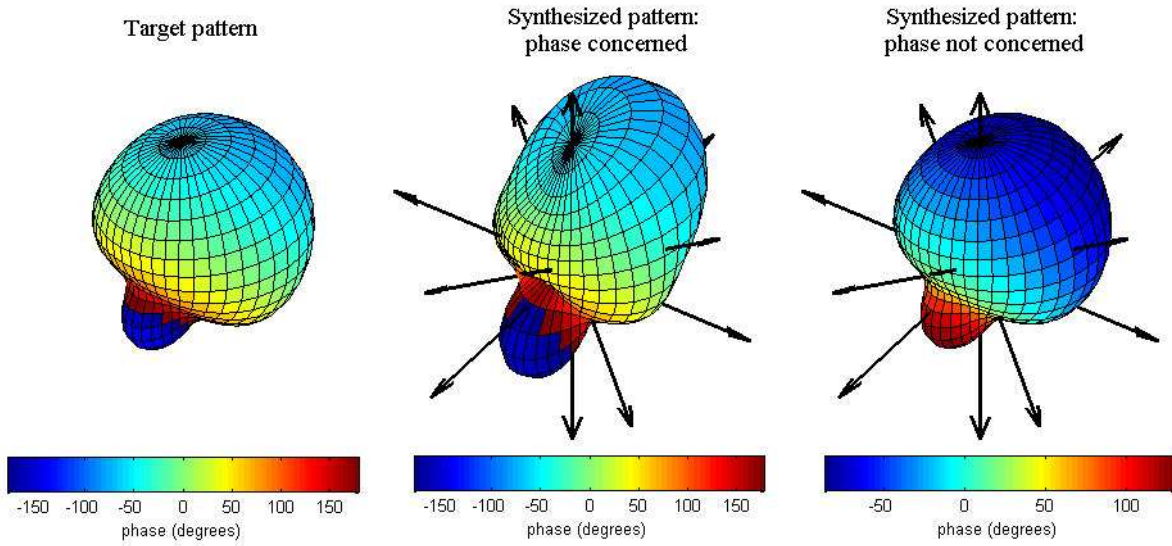 Target pattern
Synthesized pattern:
phase concerned
Synthesized pattern:
phase not concerned
-150 -100 -50 0 50 100 150
phase (degrees)
-150 -100 -50 0 50 100 150
phase (degrees)
-50 0 50 100
phase (degrees)